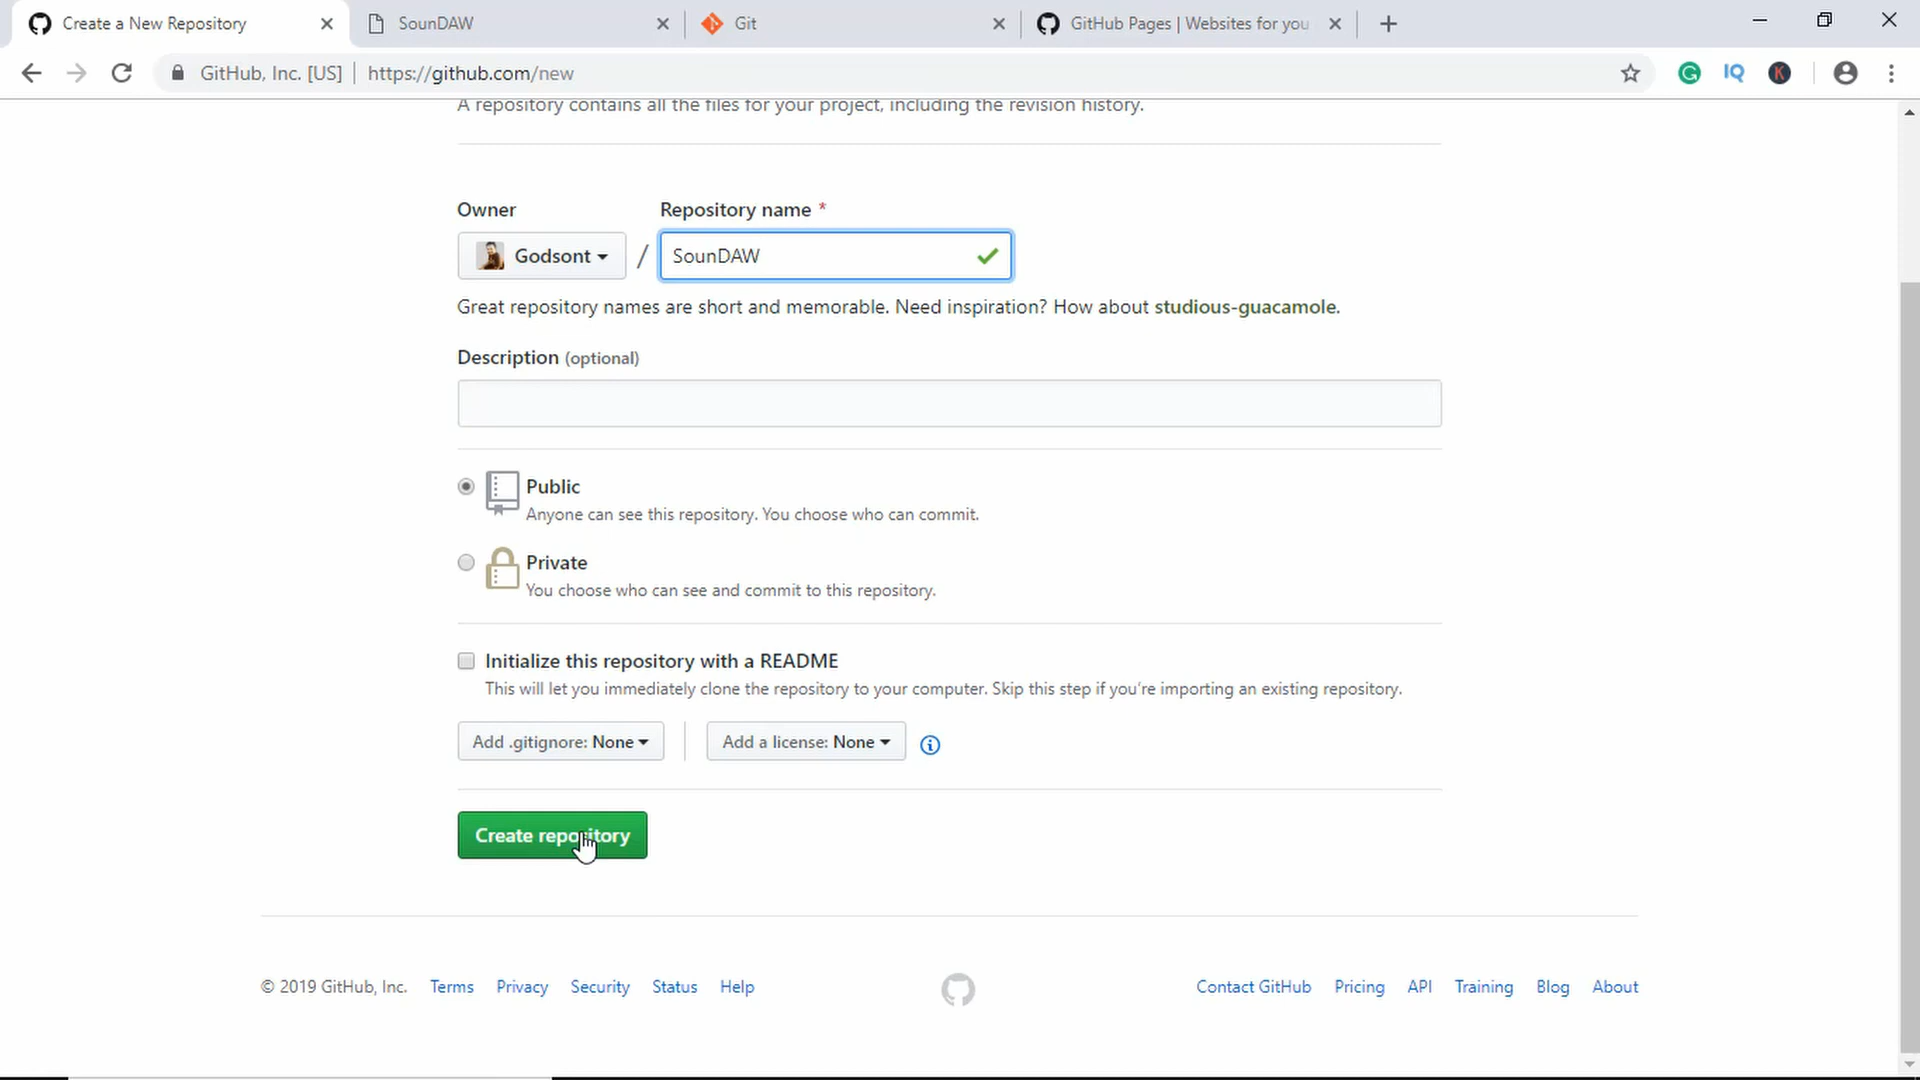 Create a New Repository
SounDAW
Git
GitHub Pages | Websites for you
GitHub, Inc. [US] | https://github.com/new
IQ
K
A repository contains all the files for your project, including the revision history.
Owner
Repository name *
Godsont / SounDAW
Great repository names are short and memorable. Need inspiration? How about studious-guacamole.
Description (optional)
Public
Anyone can see this repository. You choose who can commit.
Private
You choose who can see and commit to this repository.
Initialize this repository with a README
This will let you immediately clone the repository to your computer. Skip this step if you're importing an existing repository.
Add .gitignore: None
Add a license: None
Create repository
© 2019 GitHub, Inc. Terms Privacy Security Status Help
Contact GitHub Pricing API Training Blog About